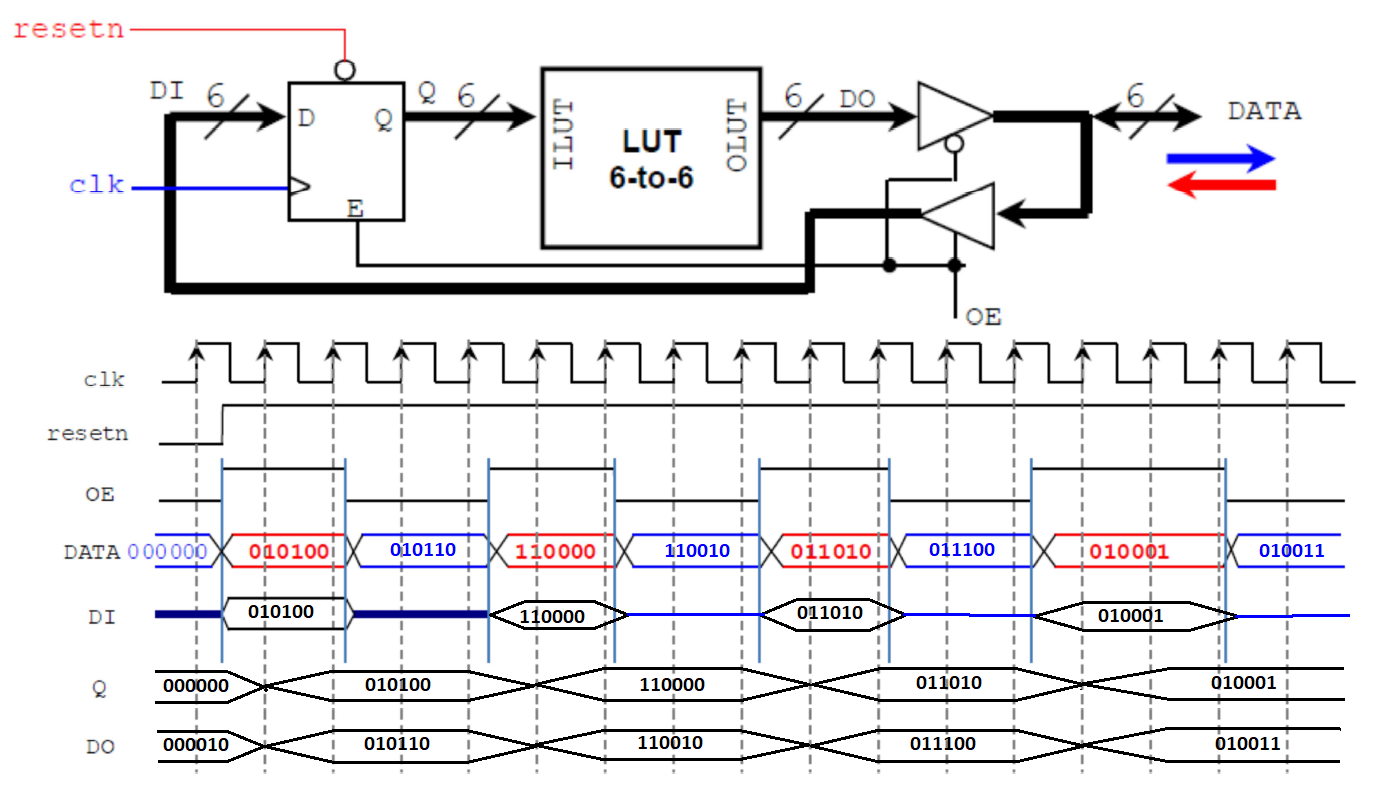 resetn
DI 6 Q 6 6 DO 6 DATA
D Q ILUT LUT OLUT
6-to-6
clk
E
OE
clk
resetn
OE
DATA 000000 010100 010110 110000 110010 011010 011100 010001 010011
DI 010100 110000 011010 010001
Q 000000 010100 110000 011010 010001
DO 000010 010110 110010 011100 010011